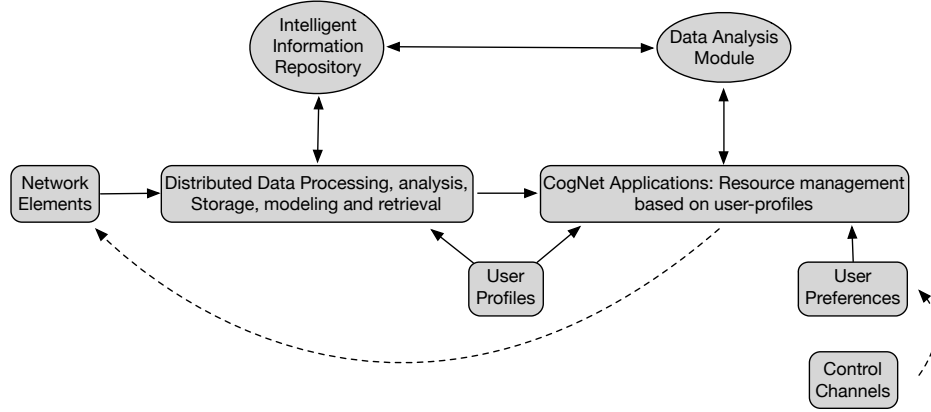 Intelligent
Information
Repository
Data Analysis
Module
Network
Elements
Distributed Data Processing, analysis,
Storage, modeling and retrieval
CogNet Applications: Resource management
based on user-profiles
User
Profiles
User
Preferences
Control
Channels